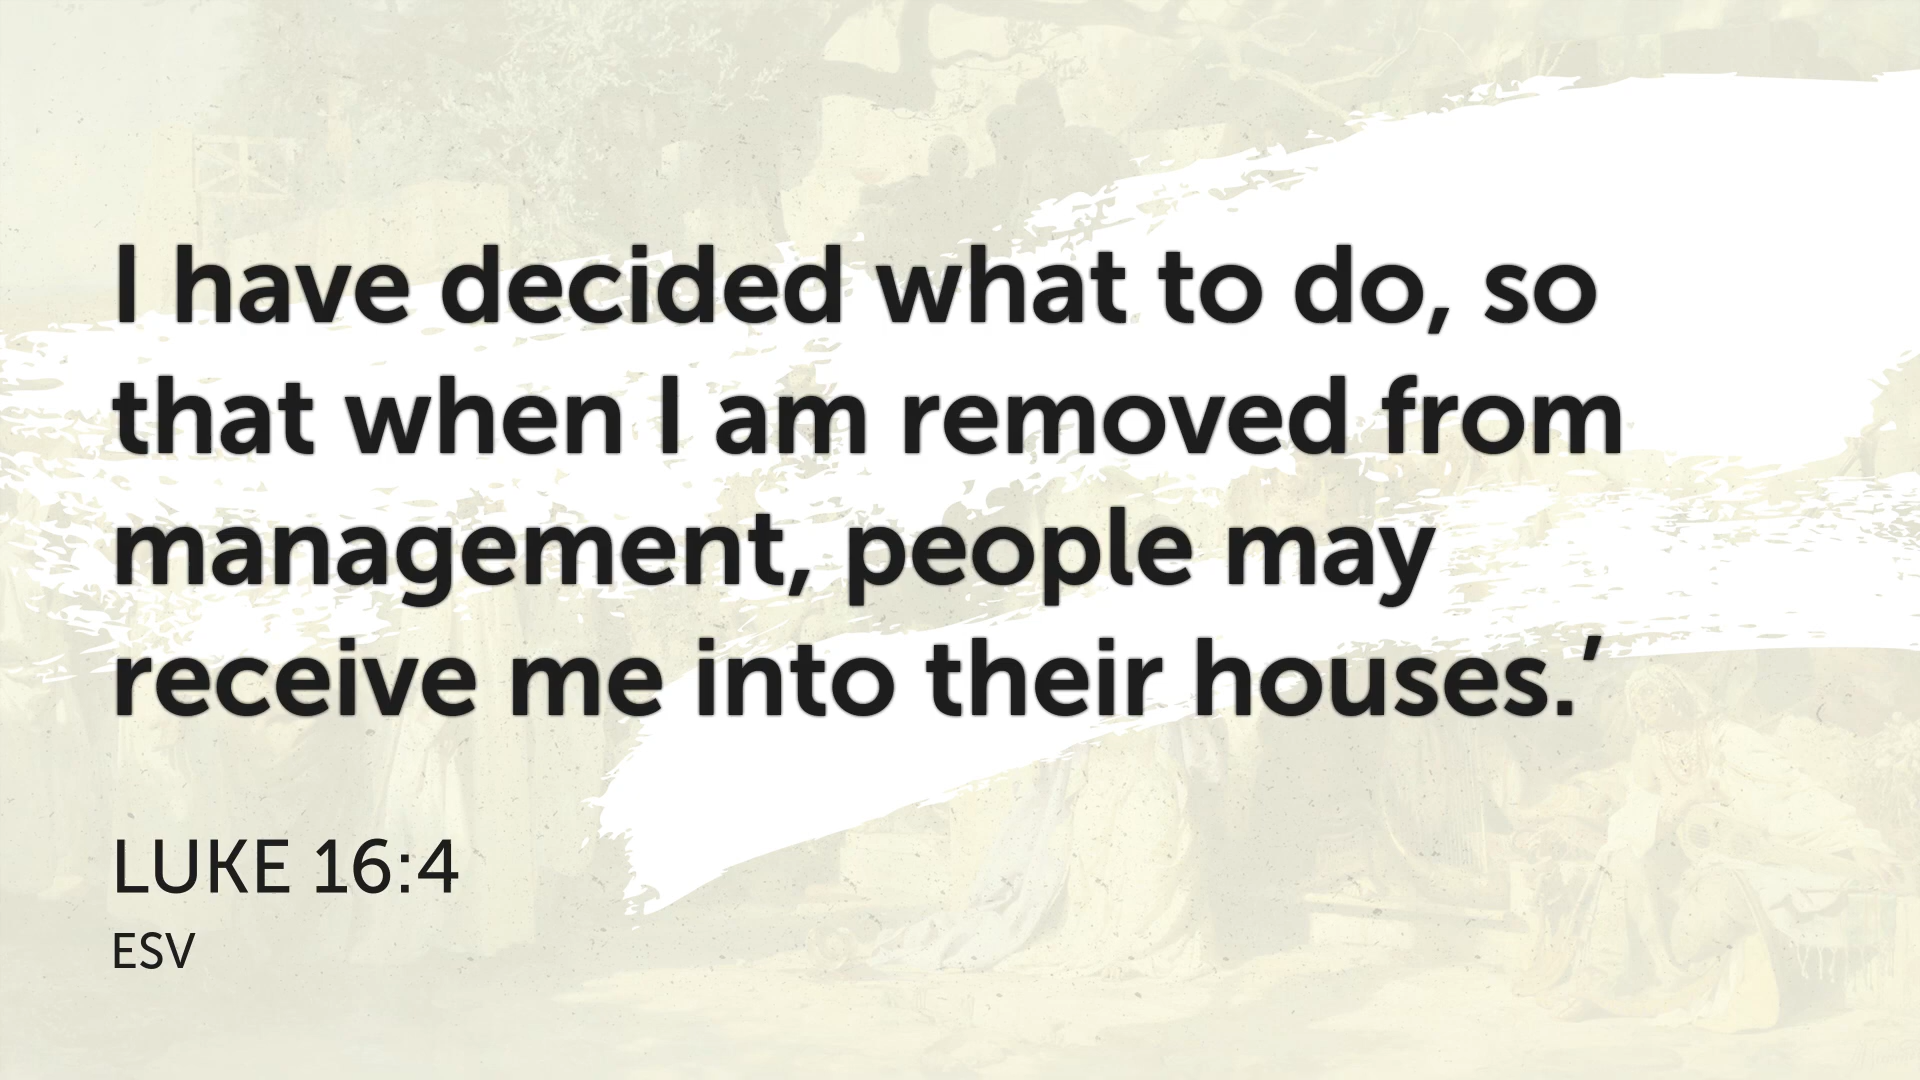 I have decided what to do, so
that when I am removed from
management, people may
receive me into their houses.’
LUKE 16:4
ESV